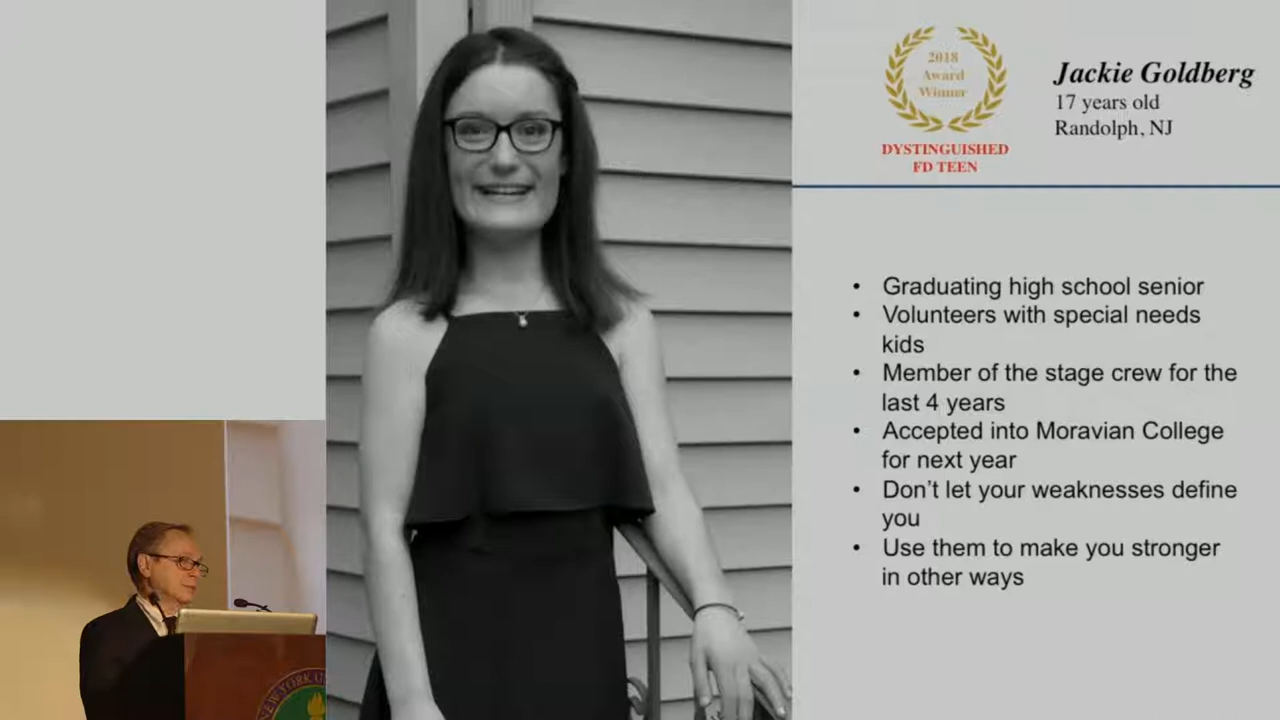 2018
Award
Winner
DYSTINGUISHED
FD TEEN
Jackie Goldberg
17 years old
Randolph, NJ
• Graduating high school senior
• Volunteers with special needs
kids
• Member of the stage crew for the
last 4 years
• Accepted into Moravian College
for next year
• Don’t let your weaknesses define
you
• Use them to make you stronger
in other ways
NEW YORK